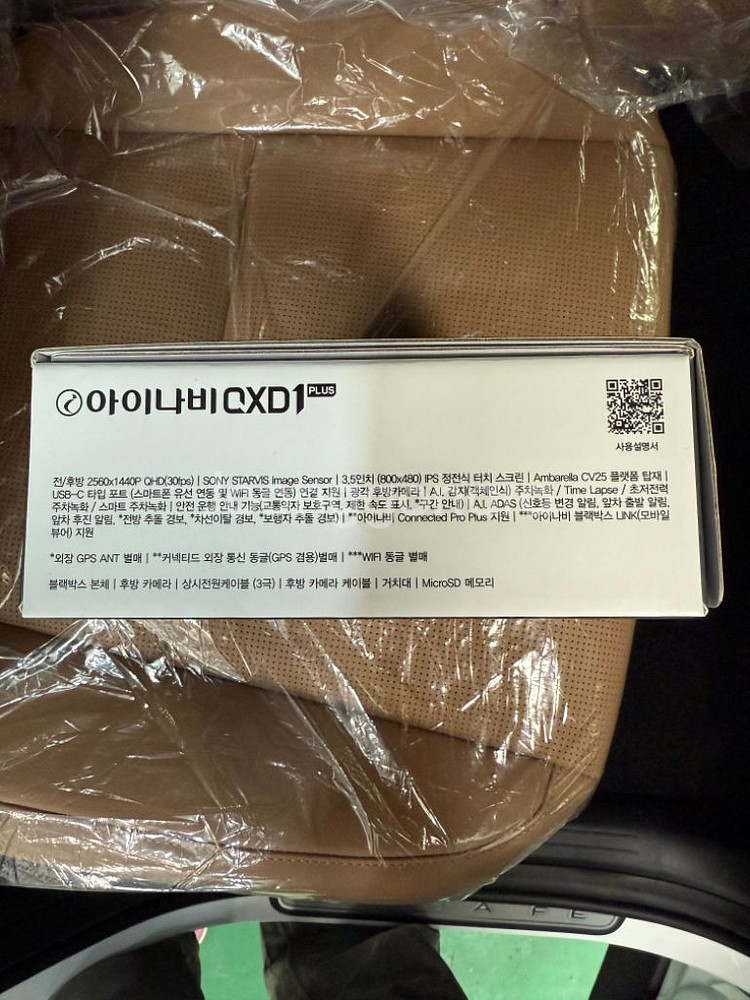 아이나비 QXD1 PLUS
사용설명서
전/후방 2560x1440P QHD(30fps) | SONY STARVIS Image Sensor | 3.5인치 (800x480) IPS 정전식 터치 스크린 | Ambarella CV25 플랫폼 탑재 |
USB-C 타입 포트 (스마트폰 유선 연동 및 WiFi 동글 연동) 연결 지원 | 광각 후방카메라 | A.I. 감지(객체인식) 주차녹화 / Time Lapse / 초저전력
주차녹화 / 스마트 주차녹화 | 안전 운행 안내 기능(교통약자 보호구역, 제한 속도 표시, *구간 안내) | A.I. ADAS (신호등 변경 알림, 앞차 출발 알림,
앞차 후진 알림, *전방 추돌 경보, *차선이탈 경보, *보행자 추돌 경보) | **아이나비 Connected Pro Plus 지원 | ***아이나비 블랙박스 LINK(모바일
뷰어) 지원
*외장 GPS ANT 별매 | **커넥티드 외장 통신 동글(GPS 겸용)별매 | ***WIFI 동글 별매
블랙박스 본체 | 후방 카메라 | 상시전원케이블 (3극) | 후방 카메라 케이블 | 거치대 | MicroSD 메모리
A F E